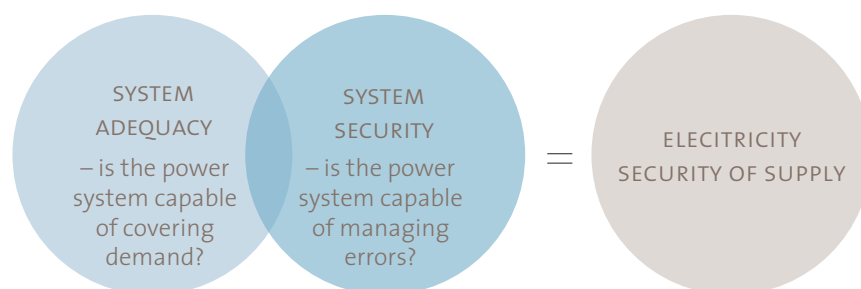 SYSTEM
ADEQUACY
– is the power
system capable
of covering
demand?
SYSTEM
SECURITY
– is the power
system capable
of managing
errors?
=
ELECITRICITY
SECURITY OF SUPPLY